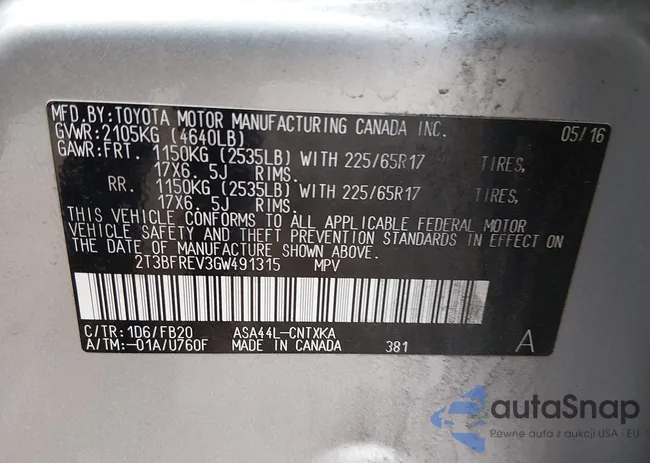 MFD. BY: TOYOTA MOTOR MANUFACTURING CANADA INC. 05/16
GVWR: 2105KG (4640LB)
GAWR: FRT. 1150KG (2535LB) WITH 225/65R17 TIRES,
17X6. 5J RIMS.
RR. 1150KG (2535LB) WITH 225/65R17 TIRES,
17X6. 5J RIMS.
THIS VEHICLE CONFORMS TO ALL APPLICABLE FEDERAL MOTOR
VEHICLE SAFETY AND THEFT PREVENTION STANDARDS IN EFFECT ON
THE DATE OF MANUFACTURE SHOWN ABOVE.
2T3BFREV3GW491315 MPV
C/TR: 1D6/FB20 ASA44L-CNTXKA
A/TM: -01A/U760F MADE IN CANADA 381 A
autaSnap
Pewne auta z aukcji USA - EU